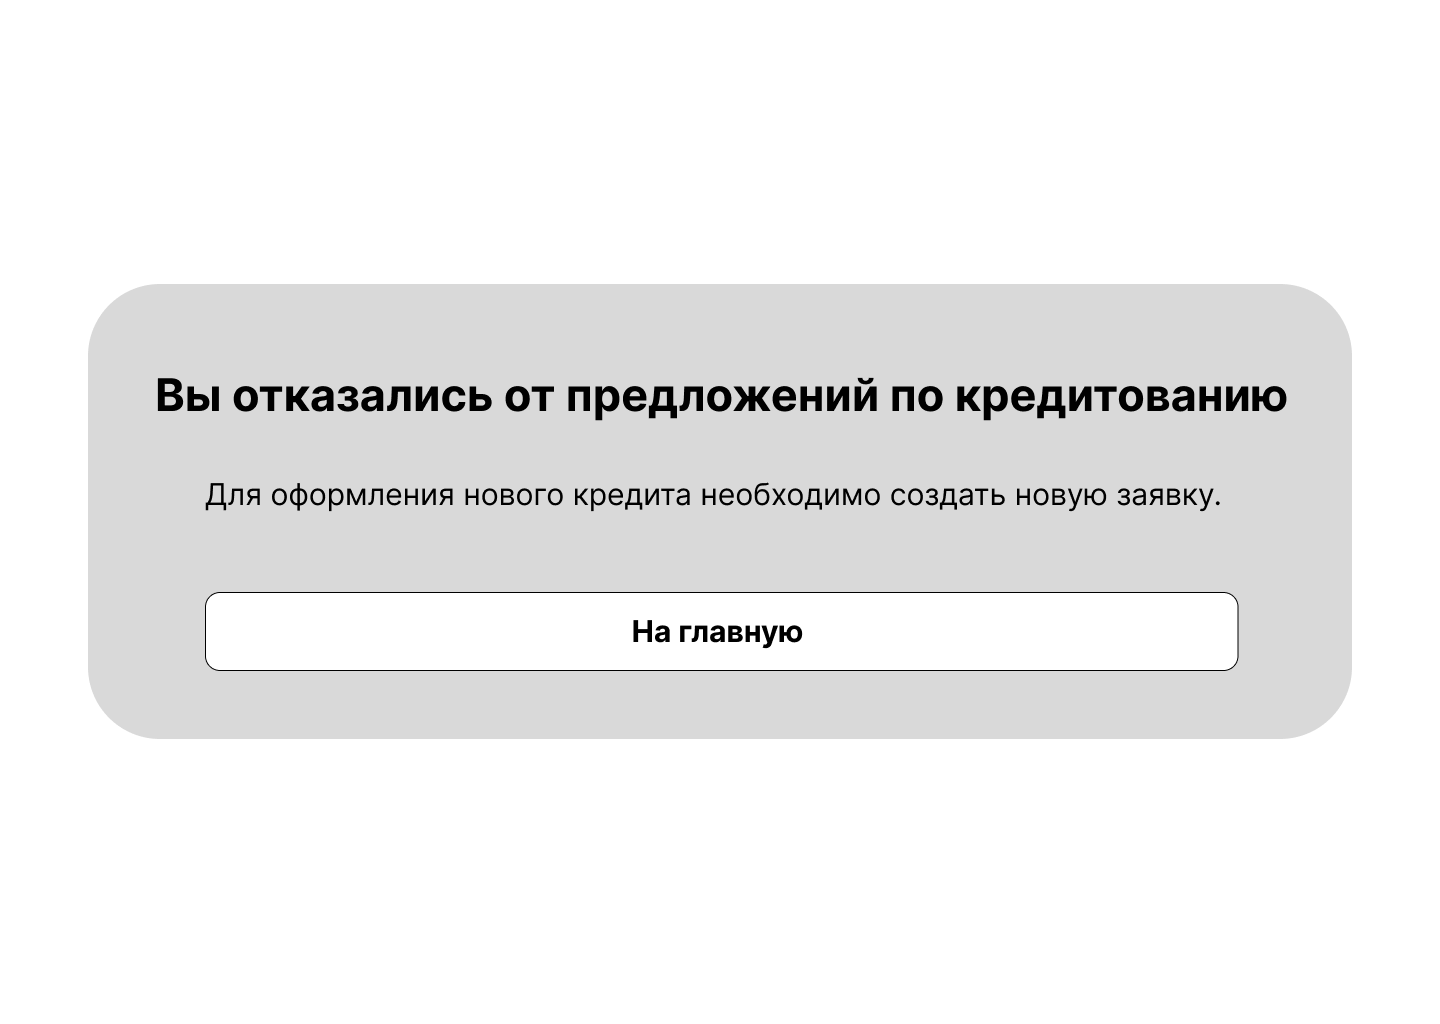 Вы отказались от предложений по кредитованию
Для оформления нового кредита необходимо создать новую заявку.
На главную